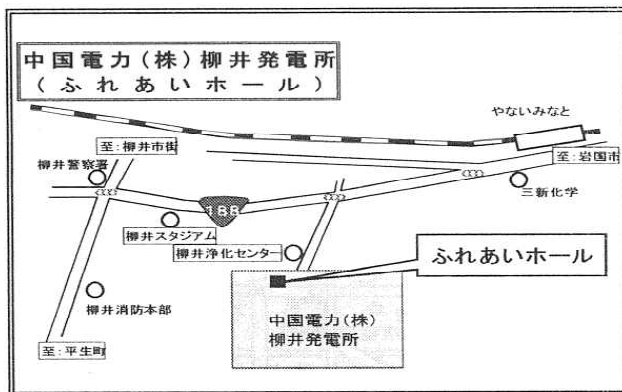 中国電力(株)柳井発電所
(ふれあいホール)
やないみなと
至:柳井市街
至:岩国市
柳井警察署
三新化学
188
柳井スタジアム
柳井浄化センター
ふれあいホール
柳井消防本部
中国電力(株)
柳井発電所
至:平生町